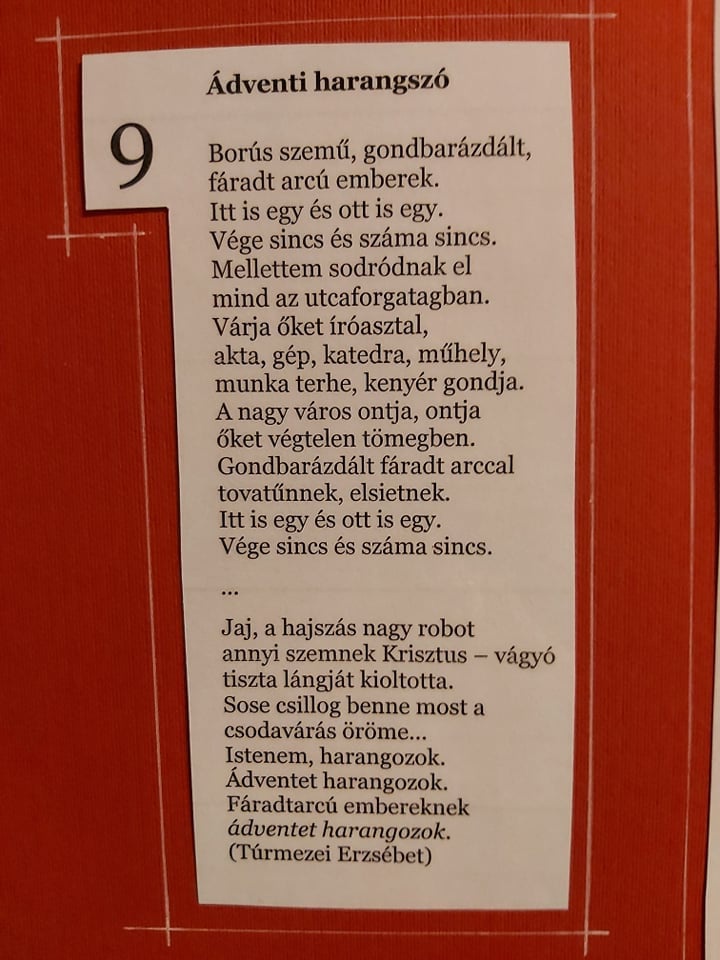 Ádventi harangszó
9
Borús szemű, gondbarázdált,
fáradt arcú emberek.
Itt is egy és ott is egy.
Vége sincs és száma sincs.
Mellettem sodródnak el
mind az utcaforgatagban.
Várja őket íróasztal,
akta, gép, katedra, műhely,
munka terhe, kenyér gondja.
A nagy város ontja, ontja
őket végtelen tömegben.
Gondbarázdált fáradt arccal
tovatűnnek, elsietnek.
Itt is egy és ott is egy.
Vége sincs és száma sincs.
...
Jaj, a hajszás nagy robot
annyi szemnek Krisztus – vágyó
tiszta lángját kioltotta.
Sose csillog benne most a
csodavárás öröme...
Istenem, harangozok.
Ádventet harangozok.
Fáradtarcú embereknek
ádventet harangozok.
(Túrmezei Erzsébet)